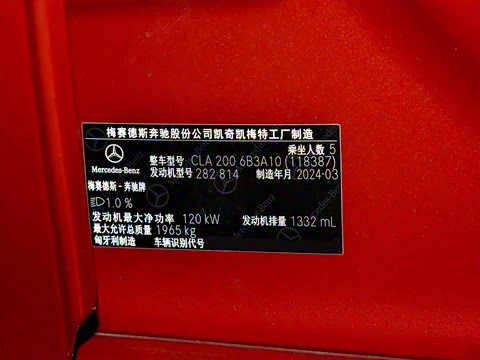 梅赛德斯奔驰股份公司凯奇凯梅特工厂制造
乘坐人数 5
整车型号 CLA 200 6B3A10 (118387)
Mercedes-Benz
发动机型号 282 814 制造年月 2024-03
梅赛德斯-奔驰牌
1.0 %
发动机最大净功率 120 kW 发动机排量 1332 mL
最大允许总质量 1965 kg
匈牙利制造 车辆识别代号